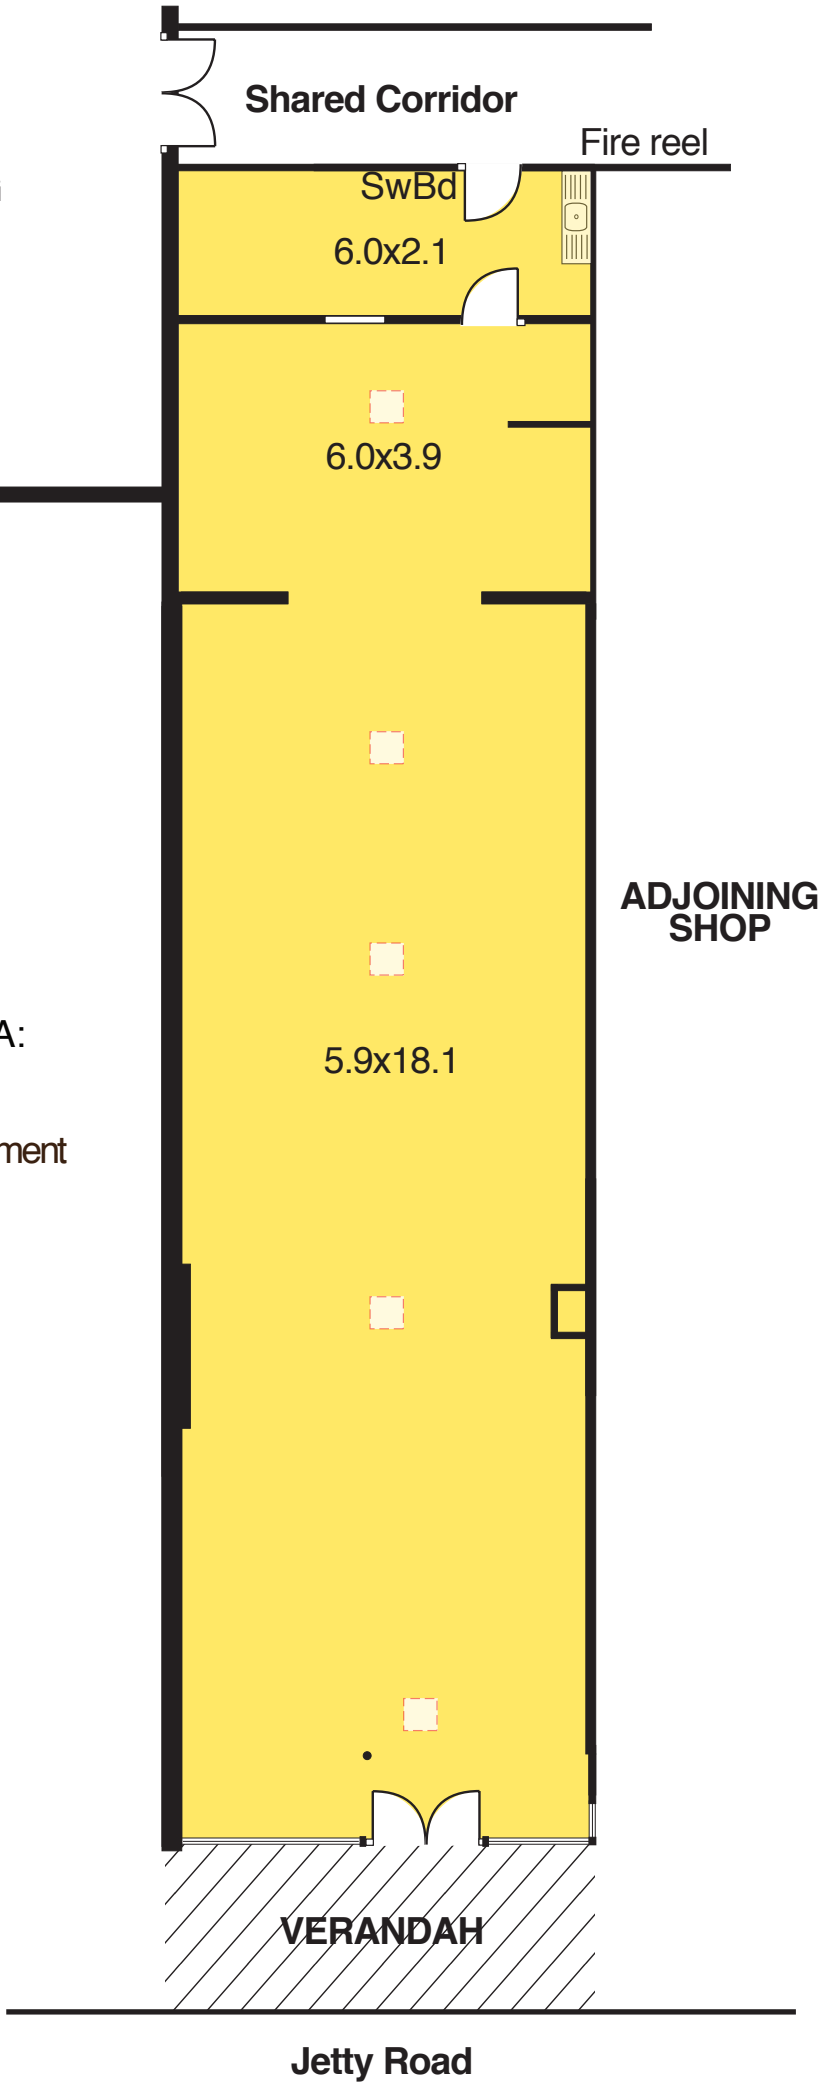 Shared Corridor
Fire reel
SwBd
6.0x2.1
6.0x3.9
ADJOINING
SHOP
A:
5.9x18.1
ment
VERANDAH
Jetty Road